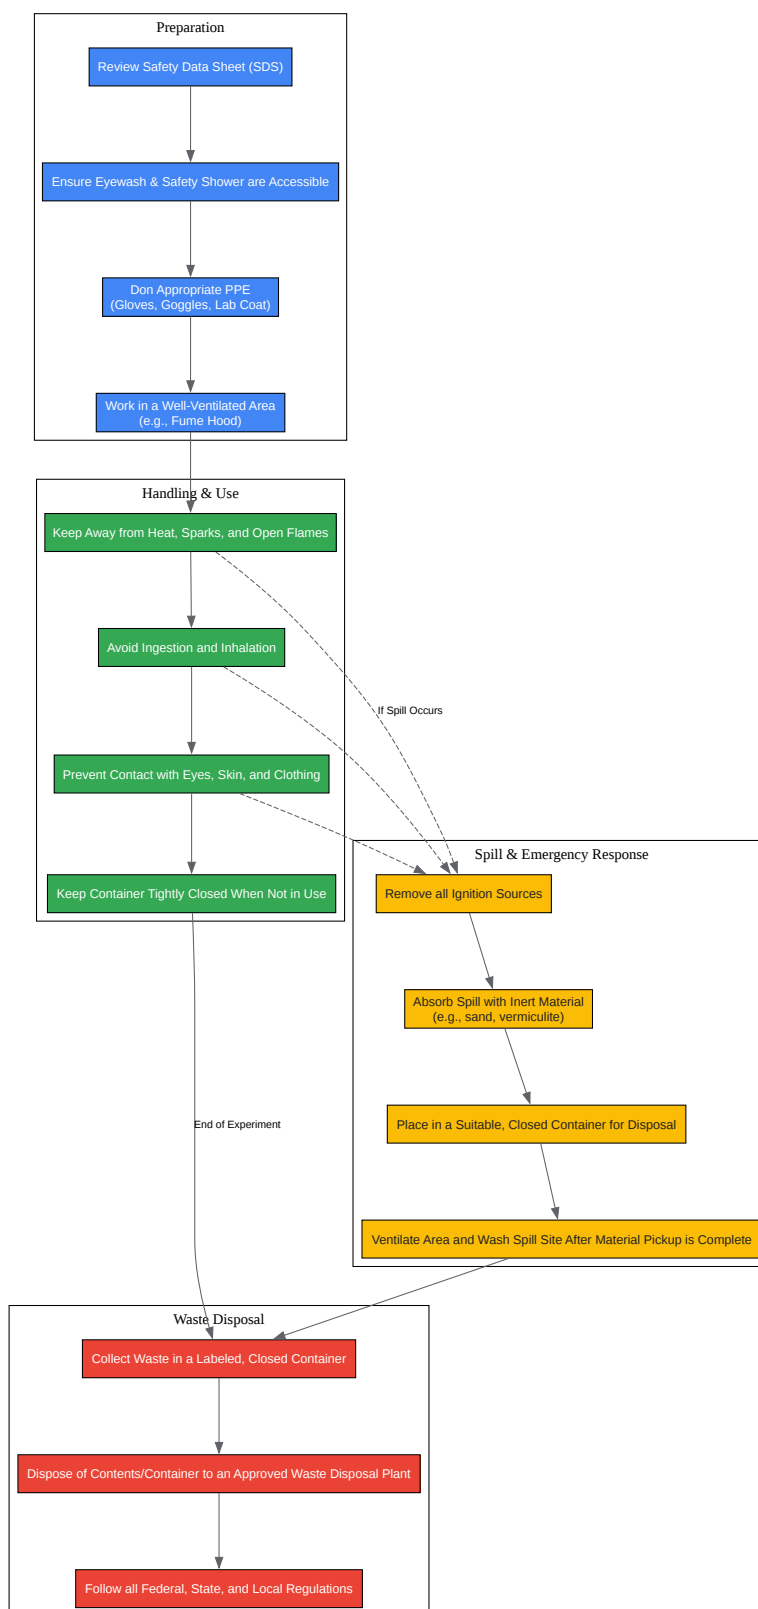 Preparation
Review Safety Data Sheet (SDS)
Ensure Eyewash & Safety Shower are Accessible
Don Appropriate PPE
(Gloves, Goggles, Lab Coat)
Work in a Well-Ventilated Area
(e.g., Fume Hood)
Handling & Use
Keep Away from Heat, Sparks, and Open Flames
Avoid Ingestion and Inhalation
If Spill Occurs
Prevent Contact with Eyes, Skin, and Clothing
Keep Container Tightly Closed When Not in Use
Spill & Emergency Response
Remove all Ignition Sources
Absorb Spill with Inert Material
(e.g., sand, vermiculite)
Place in a Suitable, Closed Container for Disposal
End of Experiment
Ventilate Area and Wash Spill Site After Material Pickup is Complete
Waste Disposal
Collect Waste in a Labeled, Closed Container
Dispose of Contents/Container to an Approved Waste Disposal Plant
Follow all Federal, State, and Local Regulations